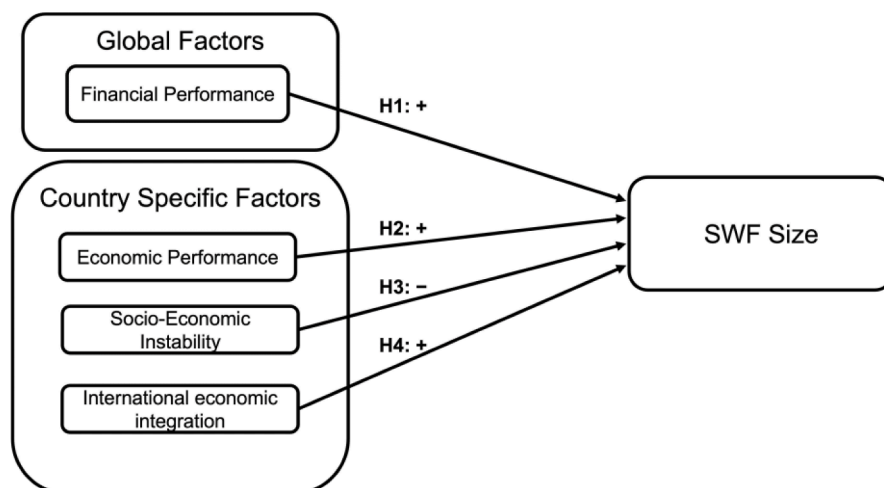 Global Factors
Financial Performance
H1: +
Country Specific Factors
Economic Performance
H2: +
SWF Size
H3: –
Socio-Economic
Instability
H4: +
International economic
integration